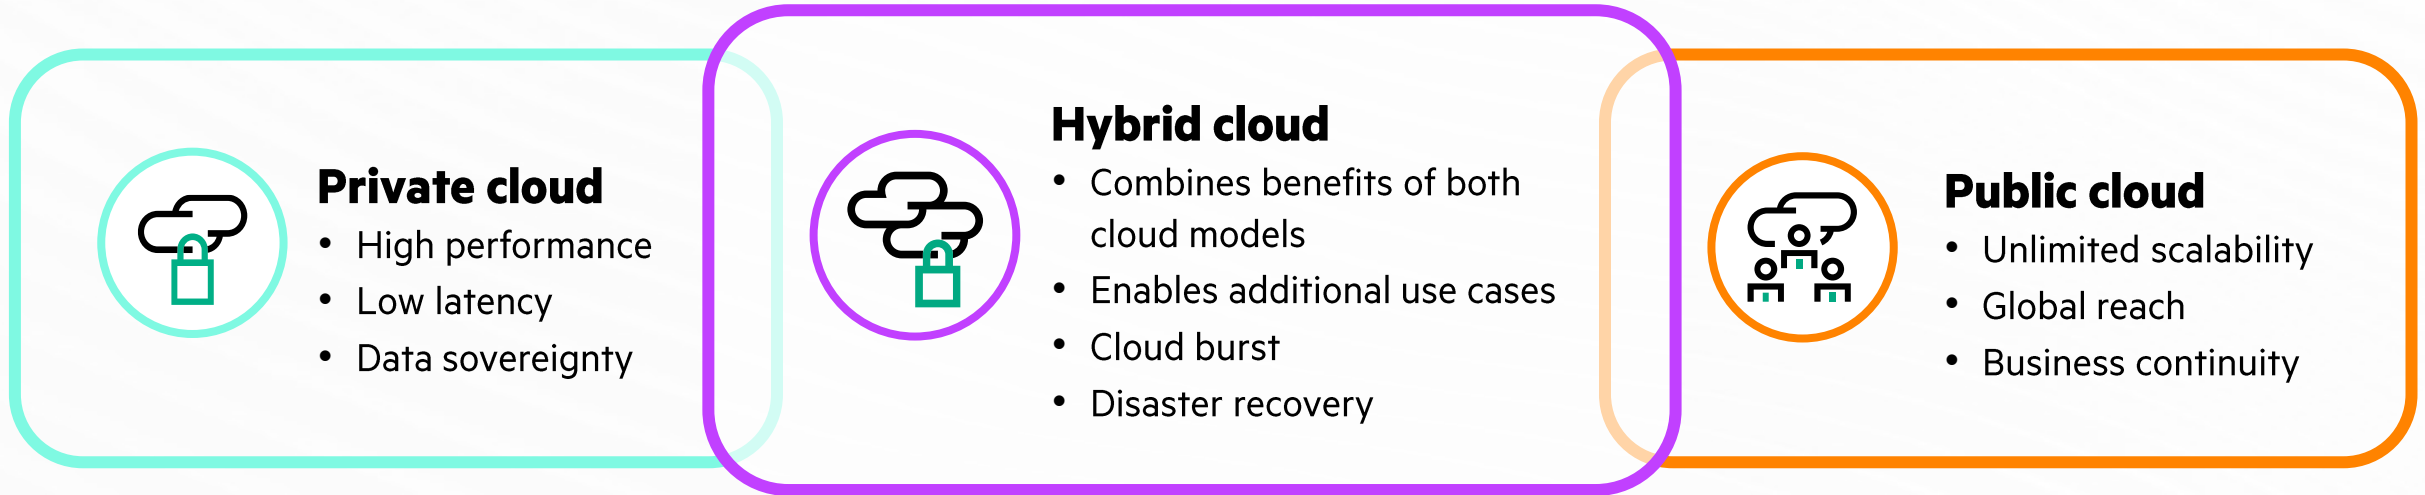 Private cloud
• High performance
• Low latency
• Data sovereignty
Hybrid cloud
• Combines benefits of both
cloud models
• Enables additional use cases
• Cloud burst
• Disaster recovery
Public cloud
• Unlimited scalability
• Global reach
• Business continuity